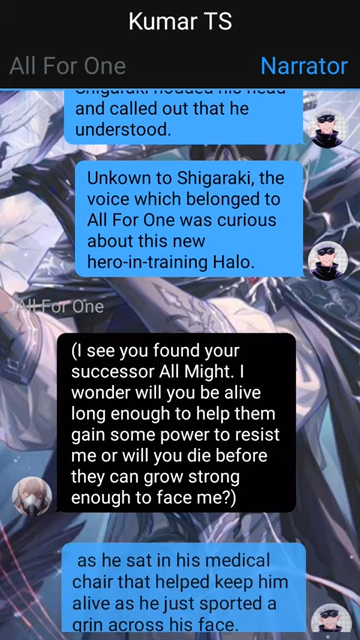 Kumar TS
All For One
Narrator
Shigaraki nodded his head
and called out that he
understood.
Unkown to Shigaraki, the
voice which belonged to
All For One was curious
about this new
hero-in-training Halo.
All For One
(I see you found your
successor All Might. I
wonder will you be alive
long enough to help them
gain some power to resist
me or will you die before
they can grow strong
enough to face me?)
as he sat in his medical
chair that helped keep him
alive as he just sported a
grin across his face.